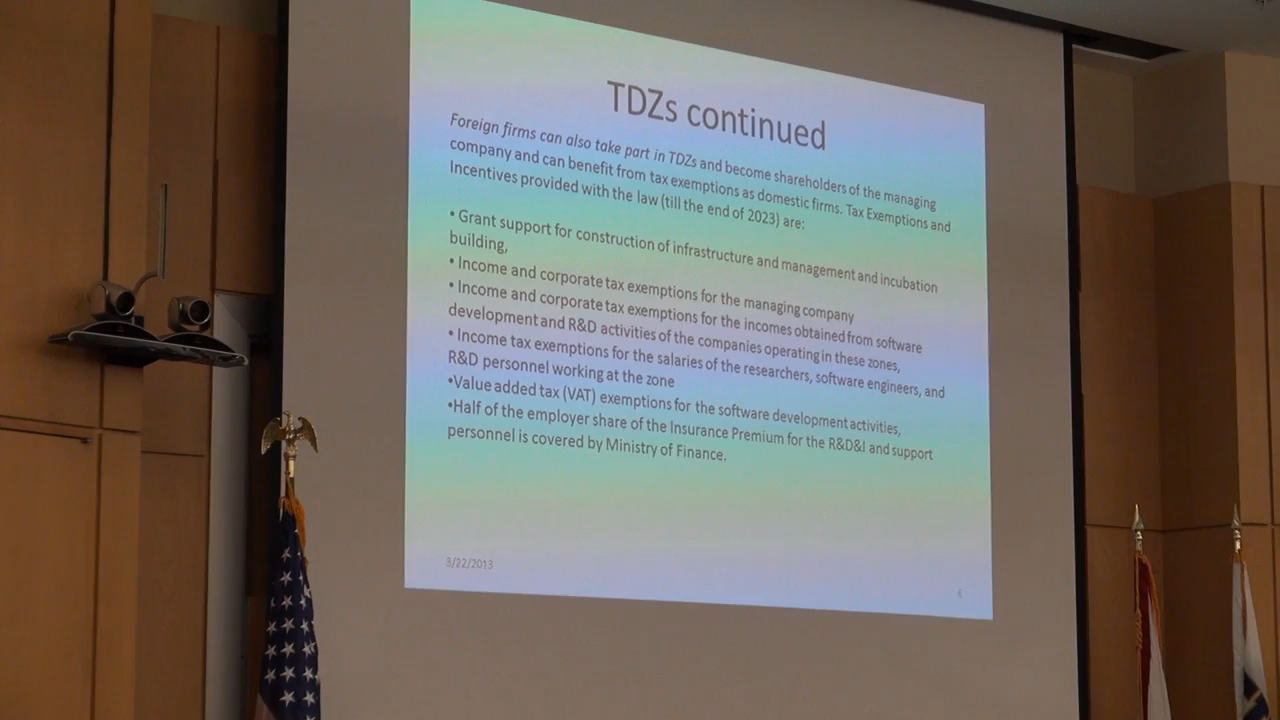 TDZs continued
Foreign firms can also take part in TDZs and become shareholders of the managing
company and can benefit from tax exemptions as domestic firms. Tax Exemptions and
Incentives provided with the law (till the end of 2023) are:
• Grant support for construction of infrastructure and management and incubation
building,
• Income and corporate tax exemptions for the managing company
• Income and corporate tax exemptions for the incomes obtained from software
development and R&D activities of the companies operating in these zones,
• Income tax exemptions for the salaries of the researchers, software engineers, and
R&D personnel working at the zone
•Value added tax (VAT) exemptions for the software development activities,
•Half of the employer share of the Insurance Premium for the R&D&I and support
personnel is covered by Ministry of Finance.